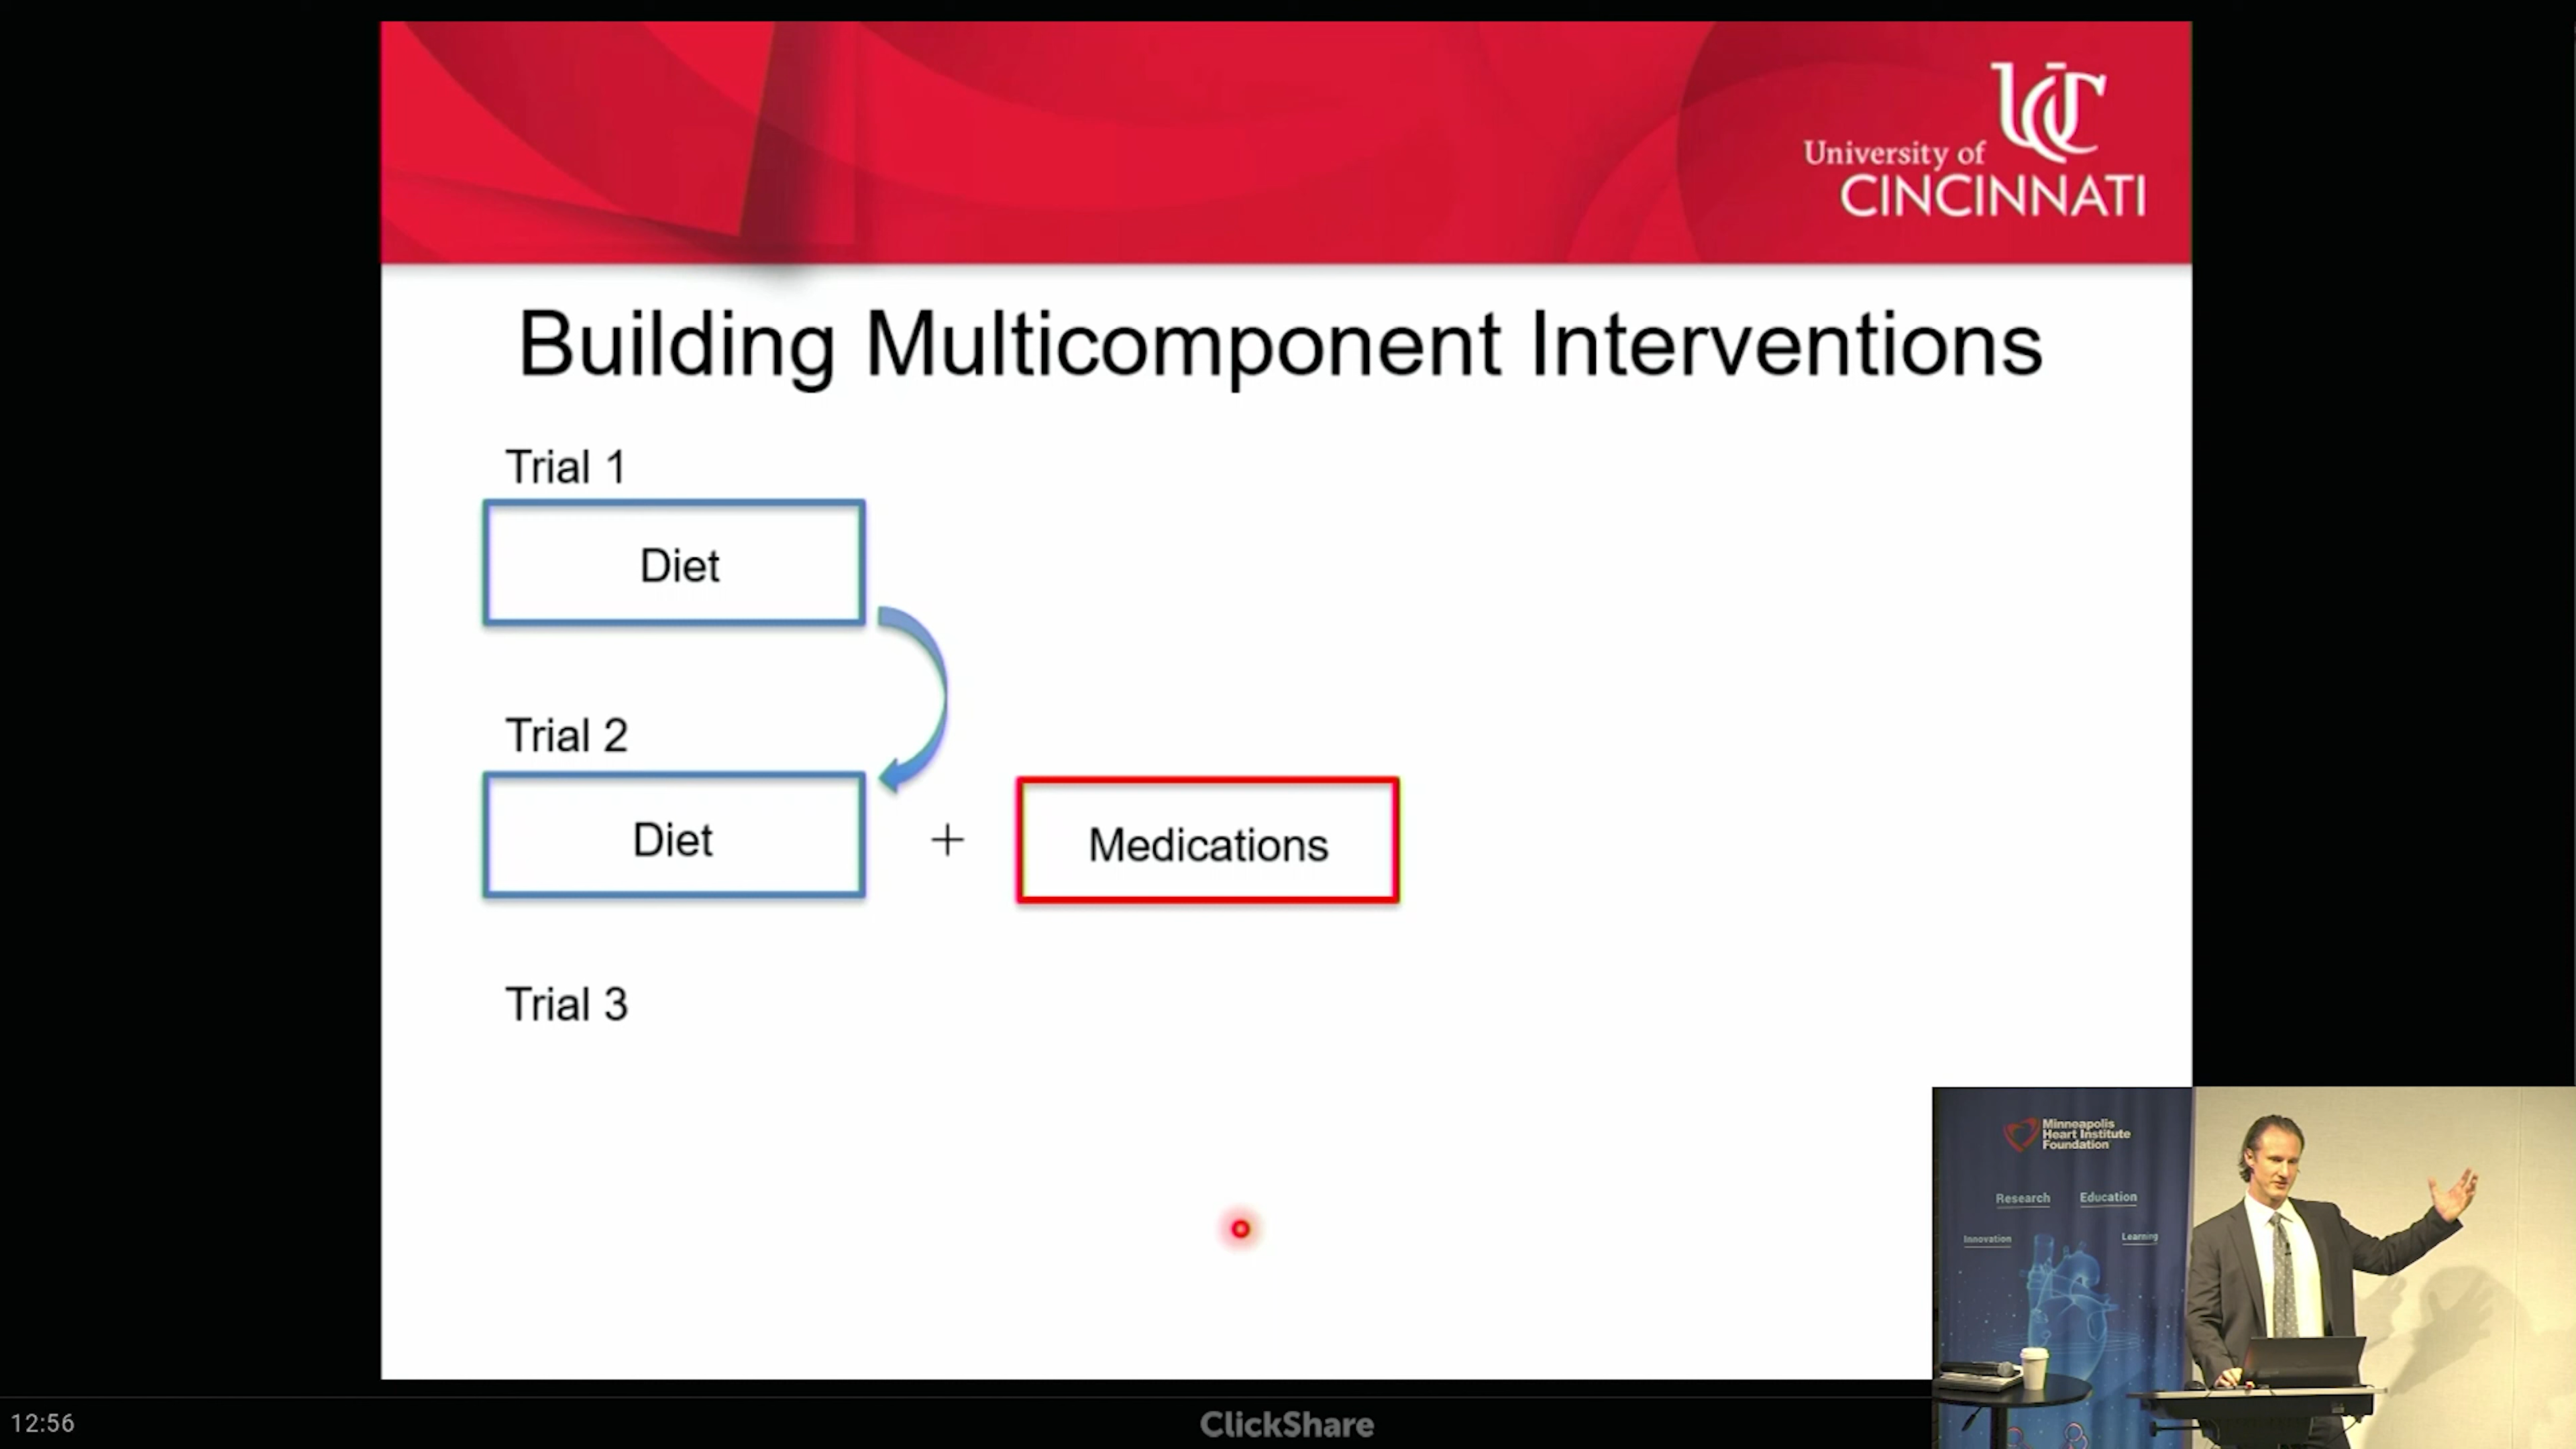 University of
CINCINNATI
Building Multicomponent Interventions
Trial 1
Diet
Trial 2
Diet
+
Medications
Trial 3
Minneapolis
Heart Institute
Foundation
Research
Education
Innovation
Learning
12:56
ClickShare